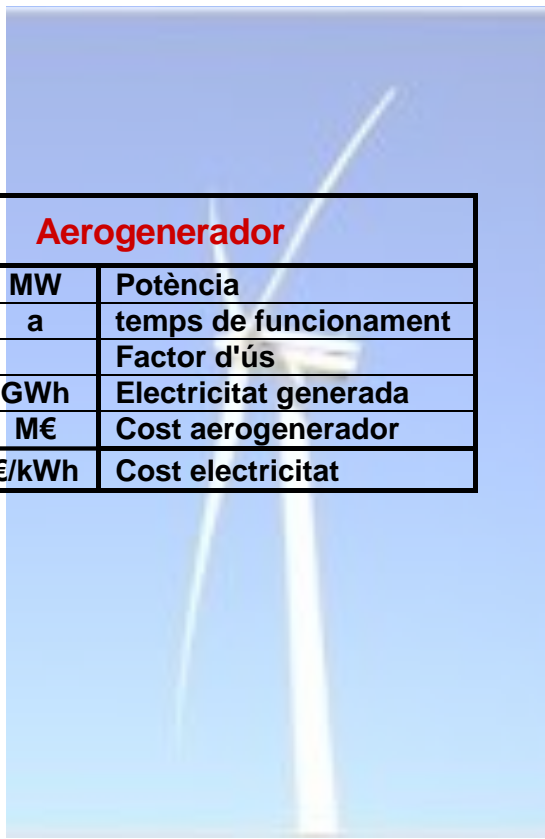 Aerogenerador
MW Potència
a temps de funcionament
Factor d'ús
GWh Electricitat generada
M€ Cost aerogenerador
€/kWh Cost electricitat